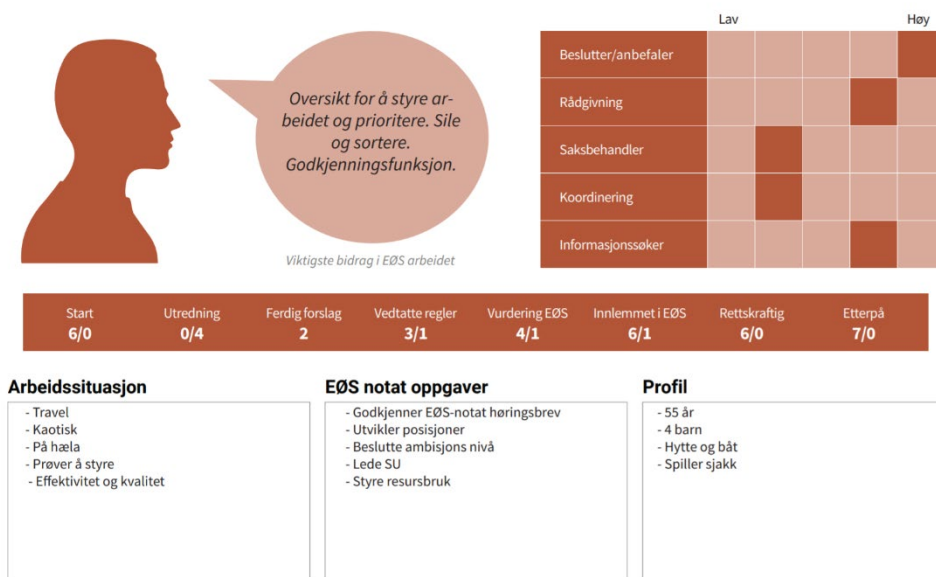 Oversikt for å styre ar-
beidet og prioritere. Sile
og sortere.
Godkjenningsfunksjon.
Viktigste bidrag i EØS arbeidet
Lav Høy
Beslutter/anbefaler
Rådgivning
Saksbehandler
Koordinering
Informasjonssøker
Start Utredning Ferdig forslag Vedtatte regler Vurdering EØS Innlemmet i EØS Rettskraftig Etterpå
6/0 0/4 2 3/1 4/1 6/1 6/0 7/0
Arbeidssituasjon
- Travel
- Kaotisk
- På hæla
- Prøver å styre
- Effektivitet og kvalitet
EØS notat oppgaver
- Godkjenner EØS-notat høringsbrev
- Utvikler posisjoner
- Beslutte ambisjons nivå
- Lede SU
- Styre resursbruk
Profil
- 55 år
- 4 barn
- Hytte og båt
- Spiller sjakk